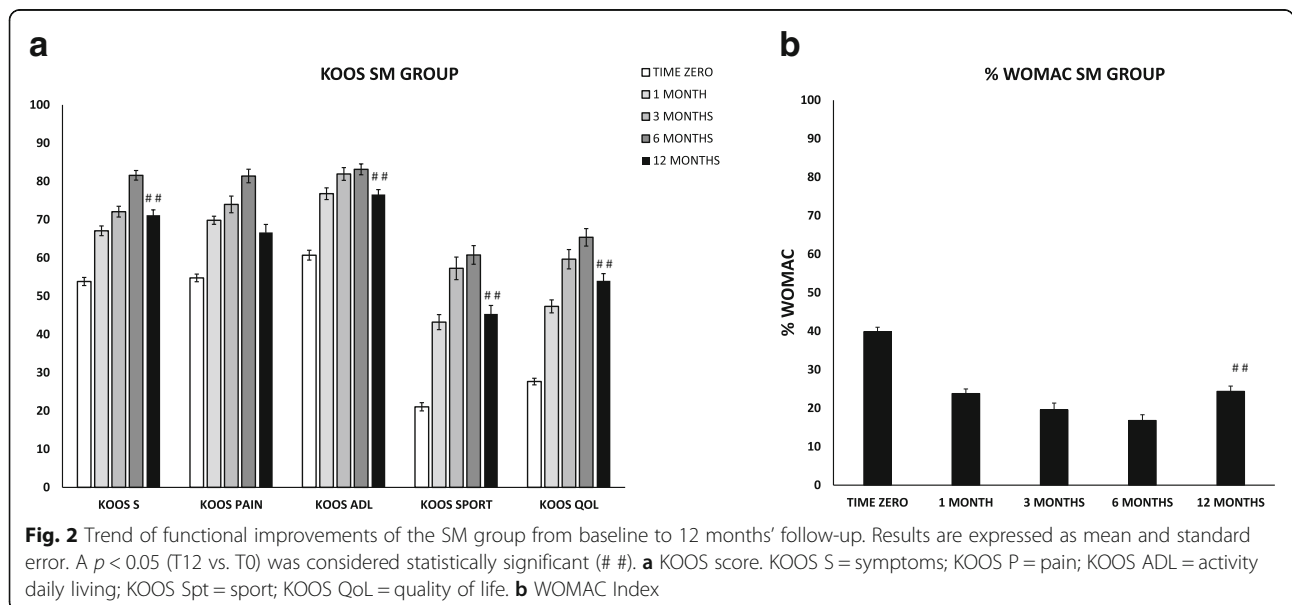 a
KOOS SM GROUP
TIME ZERO
1 MONTH
3 MONTHS
6 MONTHS
12 MONTHS
100
90
80
70
60
50
40
30
20
10
0
# #
# #
# #
# #
KOOS S KOOS PAIN KOOS ADL KOOS SPORT KOOS QOL
b
% WOMAC SM GROUP
% WOMAC
100
90
80
70
60
50
40
30
20
10
0
# #
TIME ZERO 1 MONTH 3 MONTHS 6 MONTHS 12 MONTHS
Fig. 2 Trend of functional improvements of the SM group from baseline to 12 months’ follow-up. Results are expressed as mean and standard
error. A p < 0.05 (T12 vs. T0) was considered statistically significant (# #). a KOOS score. KOOS S = symptoms; KOOS P = pain; KOOS ADL = activity
daily living; KOOS Spt = sport; KOOS QoL = quality of life. b WOMAC Index